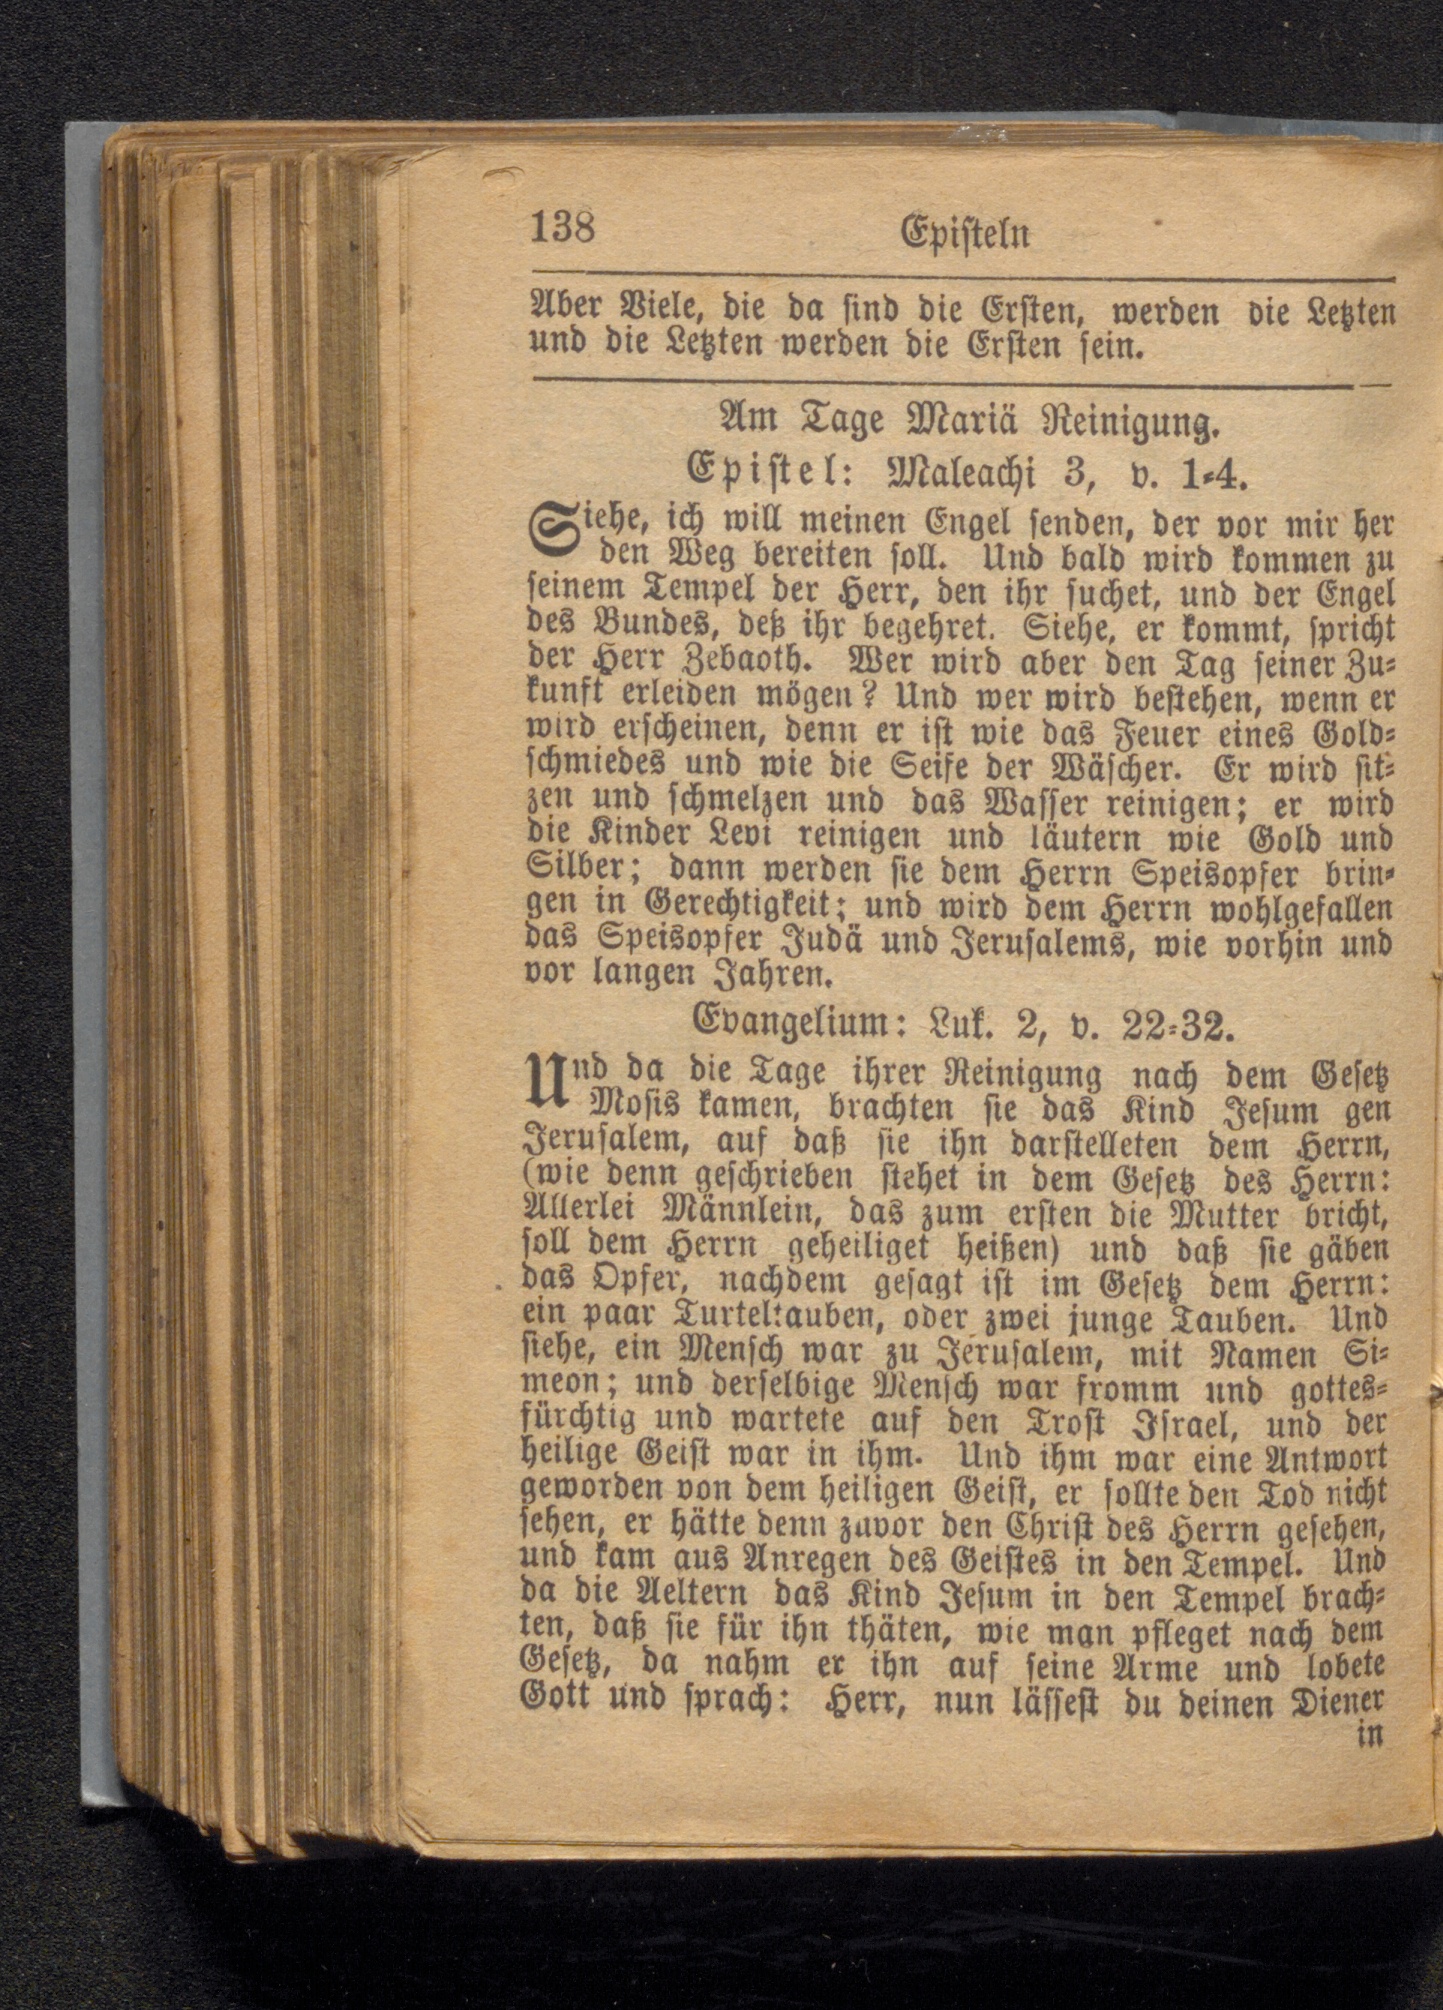 138
Episteln
Aber Viele, die da sind die Ersten, werden die Letzten
und die Letzten werden die Ersten sein.
Am Tage Mariä Reinigung.
Epistel: Maleachi 3, v. 1-4.
Siehe, ich will meinen Engel senden, der vor mir her
den Weg bereiten soll. Und bald wird kommen zu
seinem Tempel der Herr, den ihr suchet, und der Engel
des Bundes, deß ihr begehret. Siehe, er kommt, spricht
der Herr Zebaoth. Wer wird aber den Tag seiner Zu-
kunft erleiden mögen? Und wer wird bestehen, wenn er
wird erscheinen, denn er ist wie das Feuer eines Gold-
schmiedes und wie die Seife der Wäscher. Er wird sit-
zen und schmelzen und das Wasser reinigen; er wird
die Kinder Levi reinigen und läutern wie Gold und
Silber; dann werden sie dem Herrn Speisopfer brin-
gen in Gerechtigkeit; und wird dem Herrn wohlgefallen
das Speisopfer Judä und Jerusalems, wie vorhin und
vor langen Jahren.
Evangelium: Luk. 2, v. 22-32.
Und da die Tage ihrer Reinigung nach dem Gesetz
Mosis kamen, brachten sie das Kind Jesum gen
Jerusalem, auf daß sie ihn darstelleten dem Herrn,
(wie denn geschrieben stehet in dem Gesetz des Herrn:
Allerlei Männlein, das zum ersten die Mutter bricht,
soll dem Herrn geheiliget heißen) und daß sie gäben
das Opfer, nachdem gesagt ist im Gesetz dem Herrn:
ein paar Turteltauben, oder zwei junge Tauben. Und
siehe, ein Mensch war zu Jerusalem, mit Namen Si-
meon; und derselbige Mensch war fromm und gottes-
fürchtig und wartete auf den Trost Israel, und der
heilige Geist war in ihm. Und ihm war eine Antwort
geworden von dem heiligen Geist, er sollte den Tod nicht
sehen, er hätte denn zuvor den Christ des Herrn gesehen,
und kam aus Anregen des Geistes in den Tempel. Und
da die Aeltern das Kind Jesum in den Tempel brach-
ten, daß sie für ihn thäten, wie man pfleget nach dem
Gesetz, da nahm er ihn auf seine Arme und lobete
Gott und sprach: Herr, nun lässest du deinen Diener
in